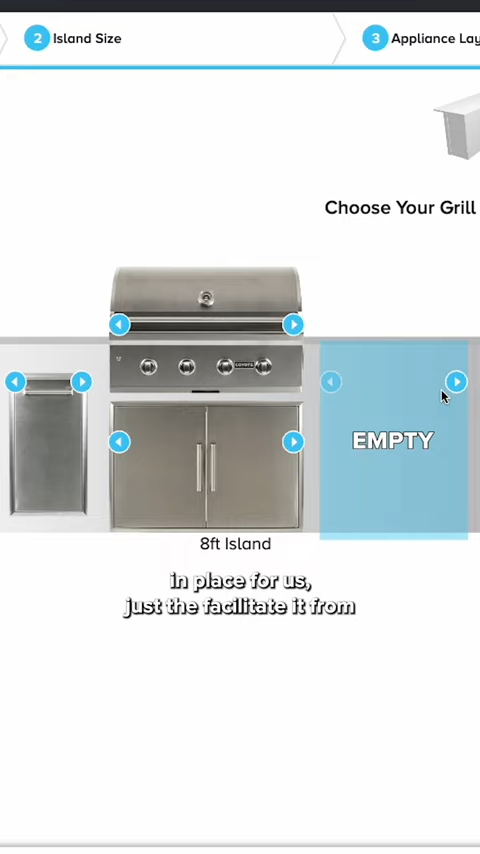 2 Island Size
3 Appliance Lay
Choose Your Grill
COYOTE
EMPTY
8ft Island
in place for us,
just the facilitate it from